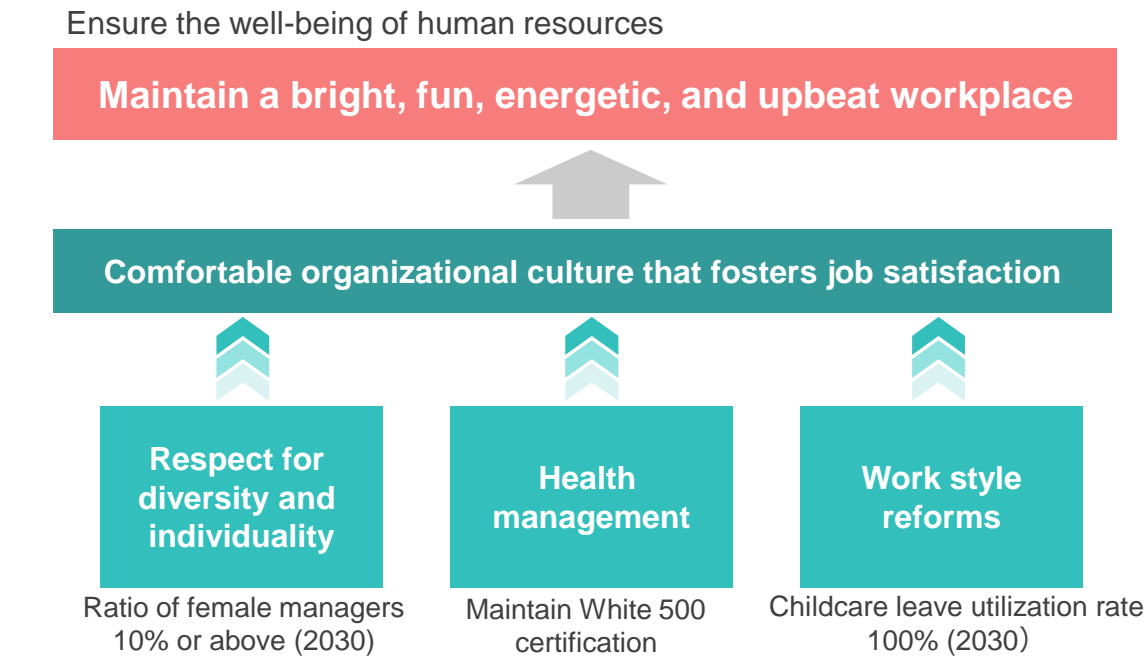 Ensure the well-being of human resources
Maintain a bright, fun, energetic, and upbeat workplace
Comfortable organizational culture that fosters job satisfaction
Respect for
diversity and
individuality
Health
management
Work style
reforms
Ratio of female managers
10% or above (2030)
Maintain White 500
certification
Childcare leave utilization rate
100% (2030）